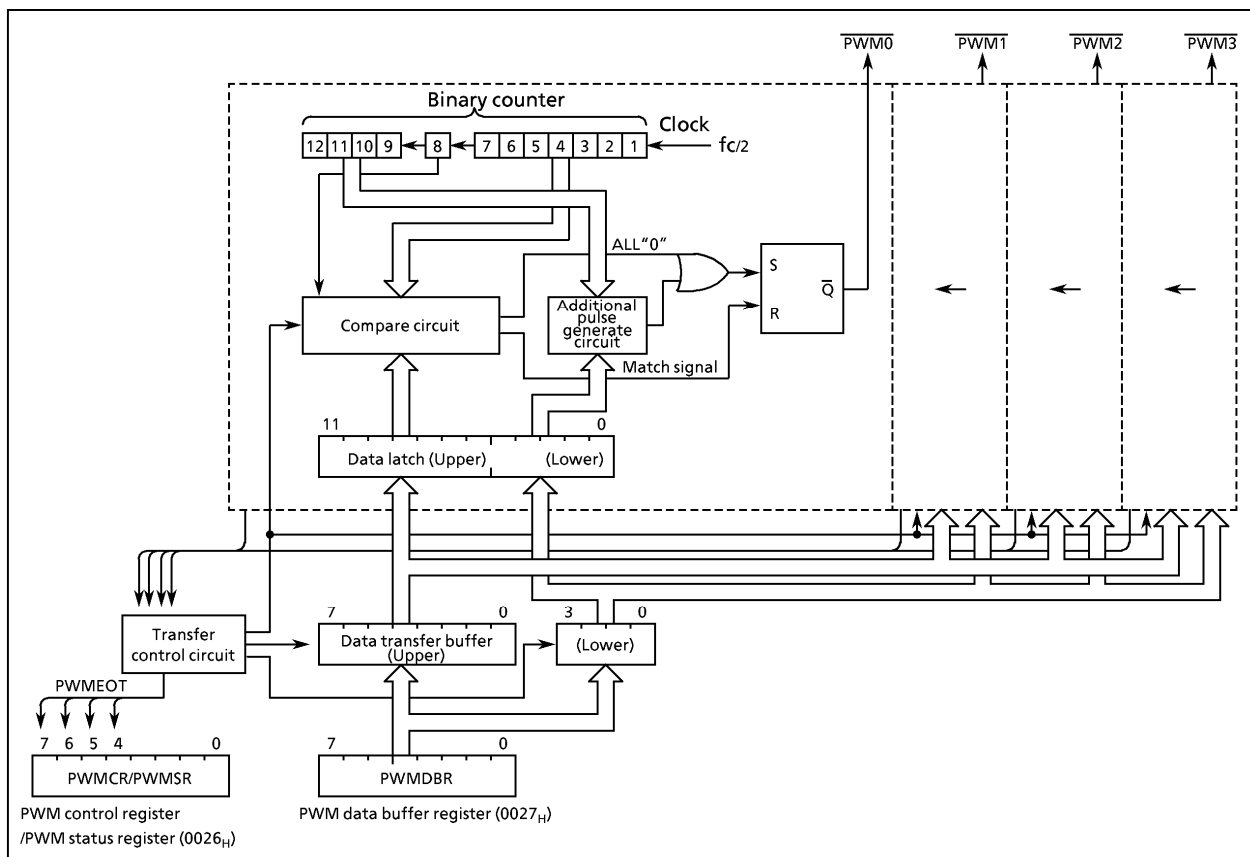 PWM0 PWM1 PWM2 PWM3
Binary counter
Clock
12 11 10 9 8 7 6 5 4 3 2 1 fc/2
ALL"0"
S
R
Q
Compare circuit
Additional
pulse
generate
circuit
Match signal
11 0
Data latch (Upper) (Lower)
7 0 3 0
Transfer
control circuit
Data transfer buffer
(Upper)
(Lower)
PWMEOT
7 6 5 4 0 7 0
PWMCR/PWMSR PWMDBR
PWM control register
/PWM status register (0026H)
PWM data buffer register (0027H)